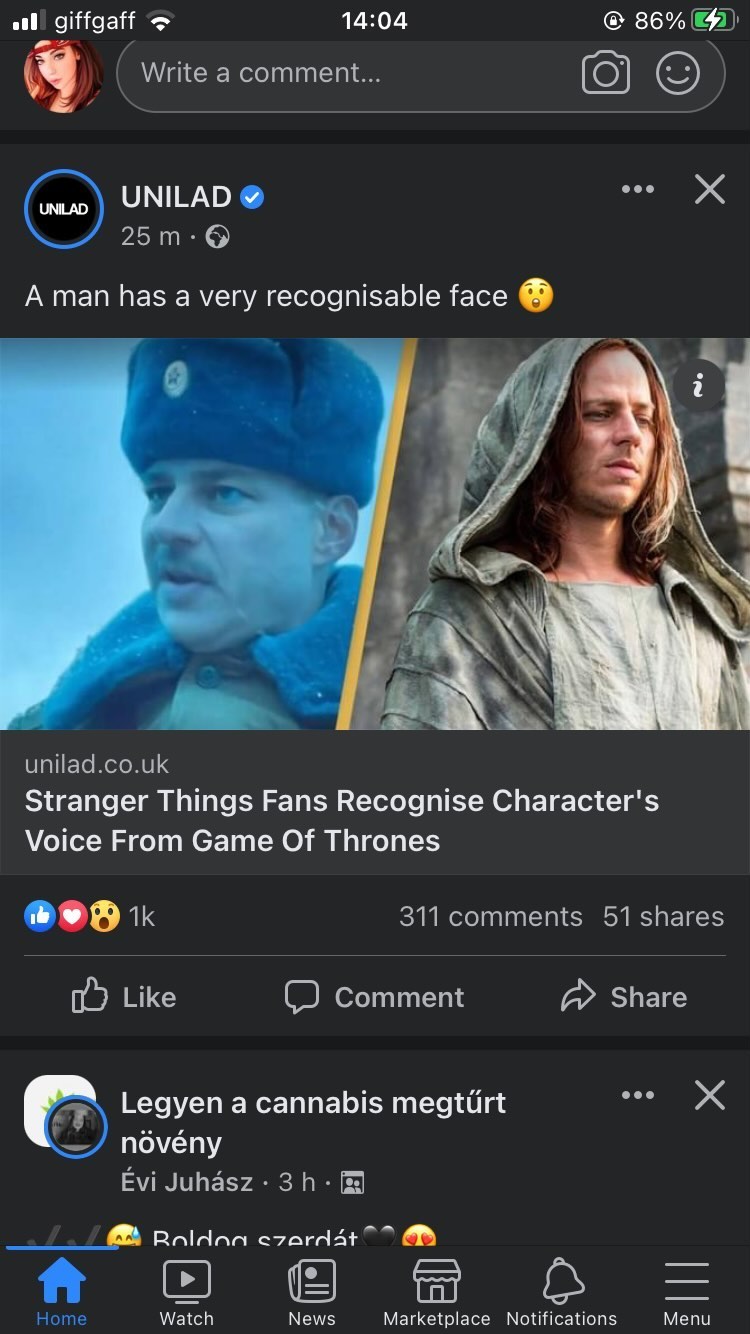 giffgaff 14:04 86%
Write a comment...
UNILAD
UNILAD
25 m ·
A man has a very recognisable face 😲
i
unilad.co.uk
Stranger Things Fans Recognise Character's
Voice From Game Of Thrones
1k 311 comments 51 shares
Like Comment Share
Legyen a cannabis megtűrt
növény
Évi Juhász · 3 h ·
😅 Boldog szerdát🖤😍
Home Watch News Marketplace Notifications Menu